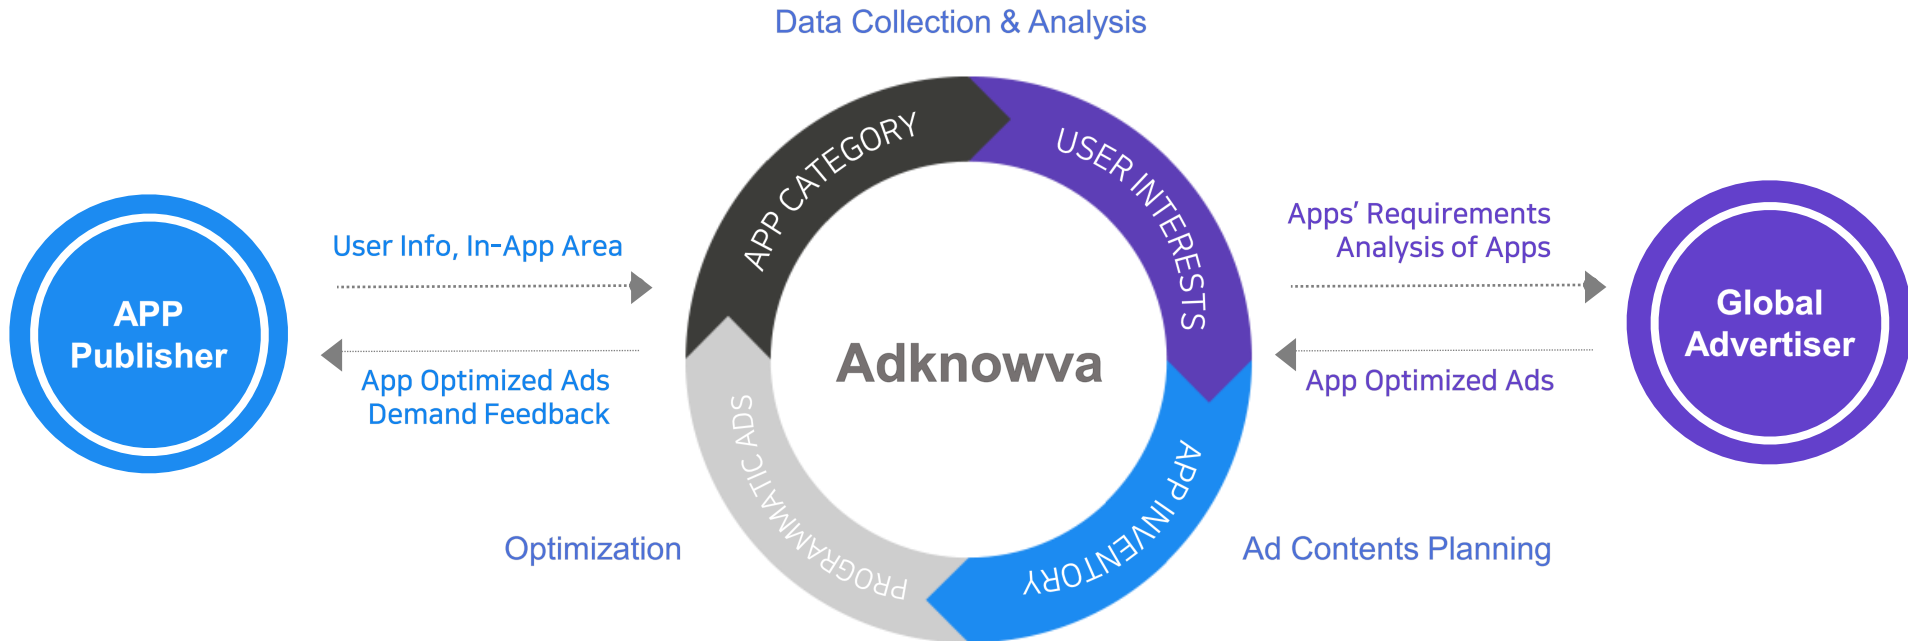 Data Collection & Analysis
APP CATEGORY
USER INTERESTS
Apps’ Requirements
Analysis of Apps
User Info, In-App Area
APP
Publisher
Global
Advertiser
Adknowva
App Optimized Ads
Demand Feedback
App Optimized Ads
PROGRAMMATIC ADS
APP INVENTORY
Optimization
Ad Contents Planning